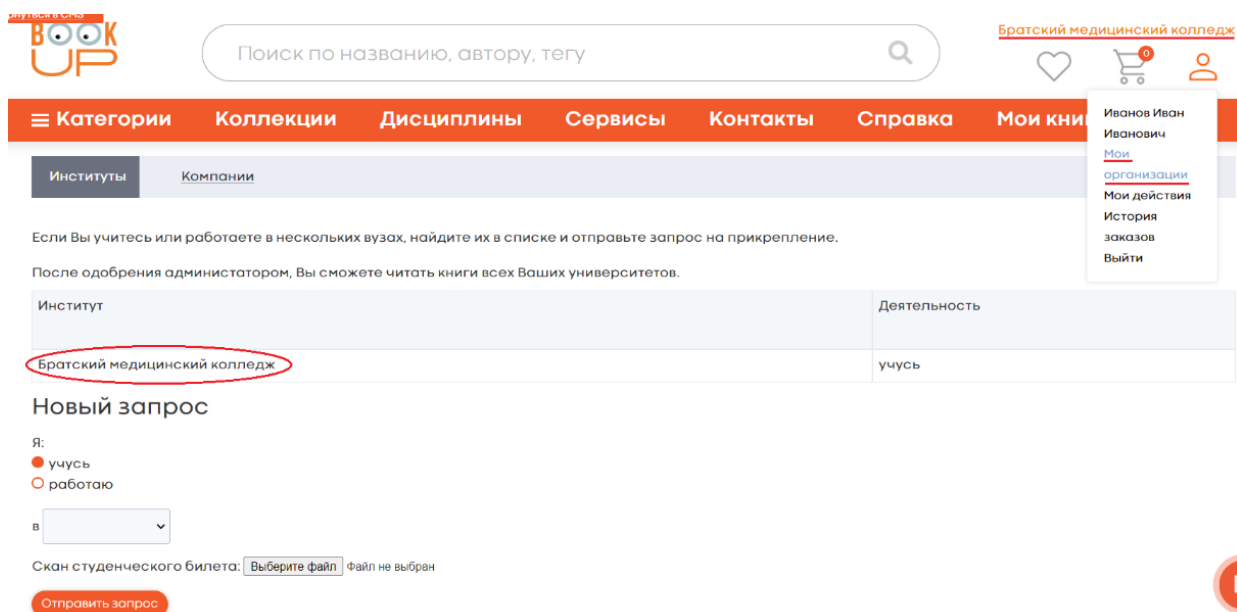 Вернуться в CMS
BOOK
UP
Поиск по названию, автору, тегу
Братский медицинский колледж
0
Категории Коллекции Дисциплины Сервисы Контакты Справка Мои кни
Иванов Иван
Иванович
Мои
организации
Мои действия
История
заказов
Выйти
Институты Компании
Если Вы учитесь или работаете в нескольких вузах, найдите их в списке и отправьте запрос на прикрепление.
После одобрения администатором, Вы сможете читать книги всех Ваших университетов.
Институт Деятельность
Братский медицинский колледж учусь
Новый запрос
Я:
учусь
работаю
в
Скан студенческого билета: Выберите файл Файл не выбран
Отправить запрос